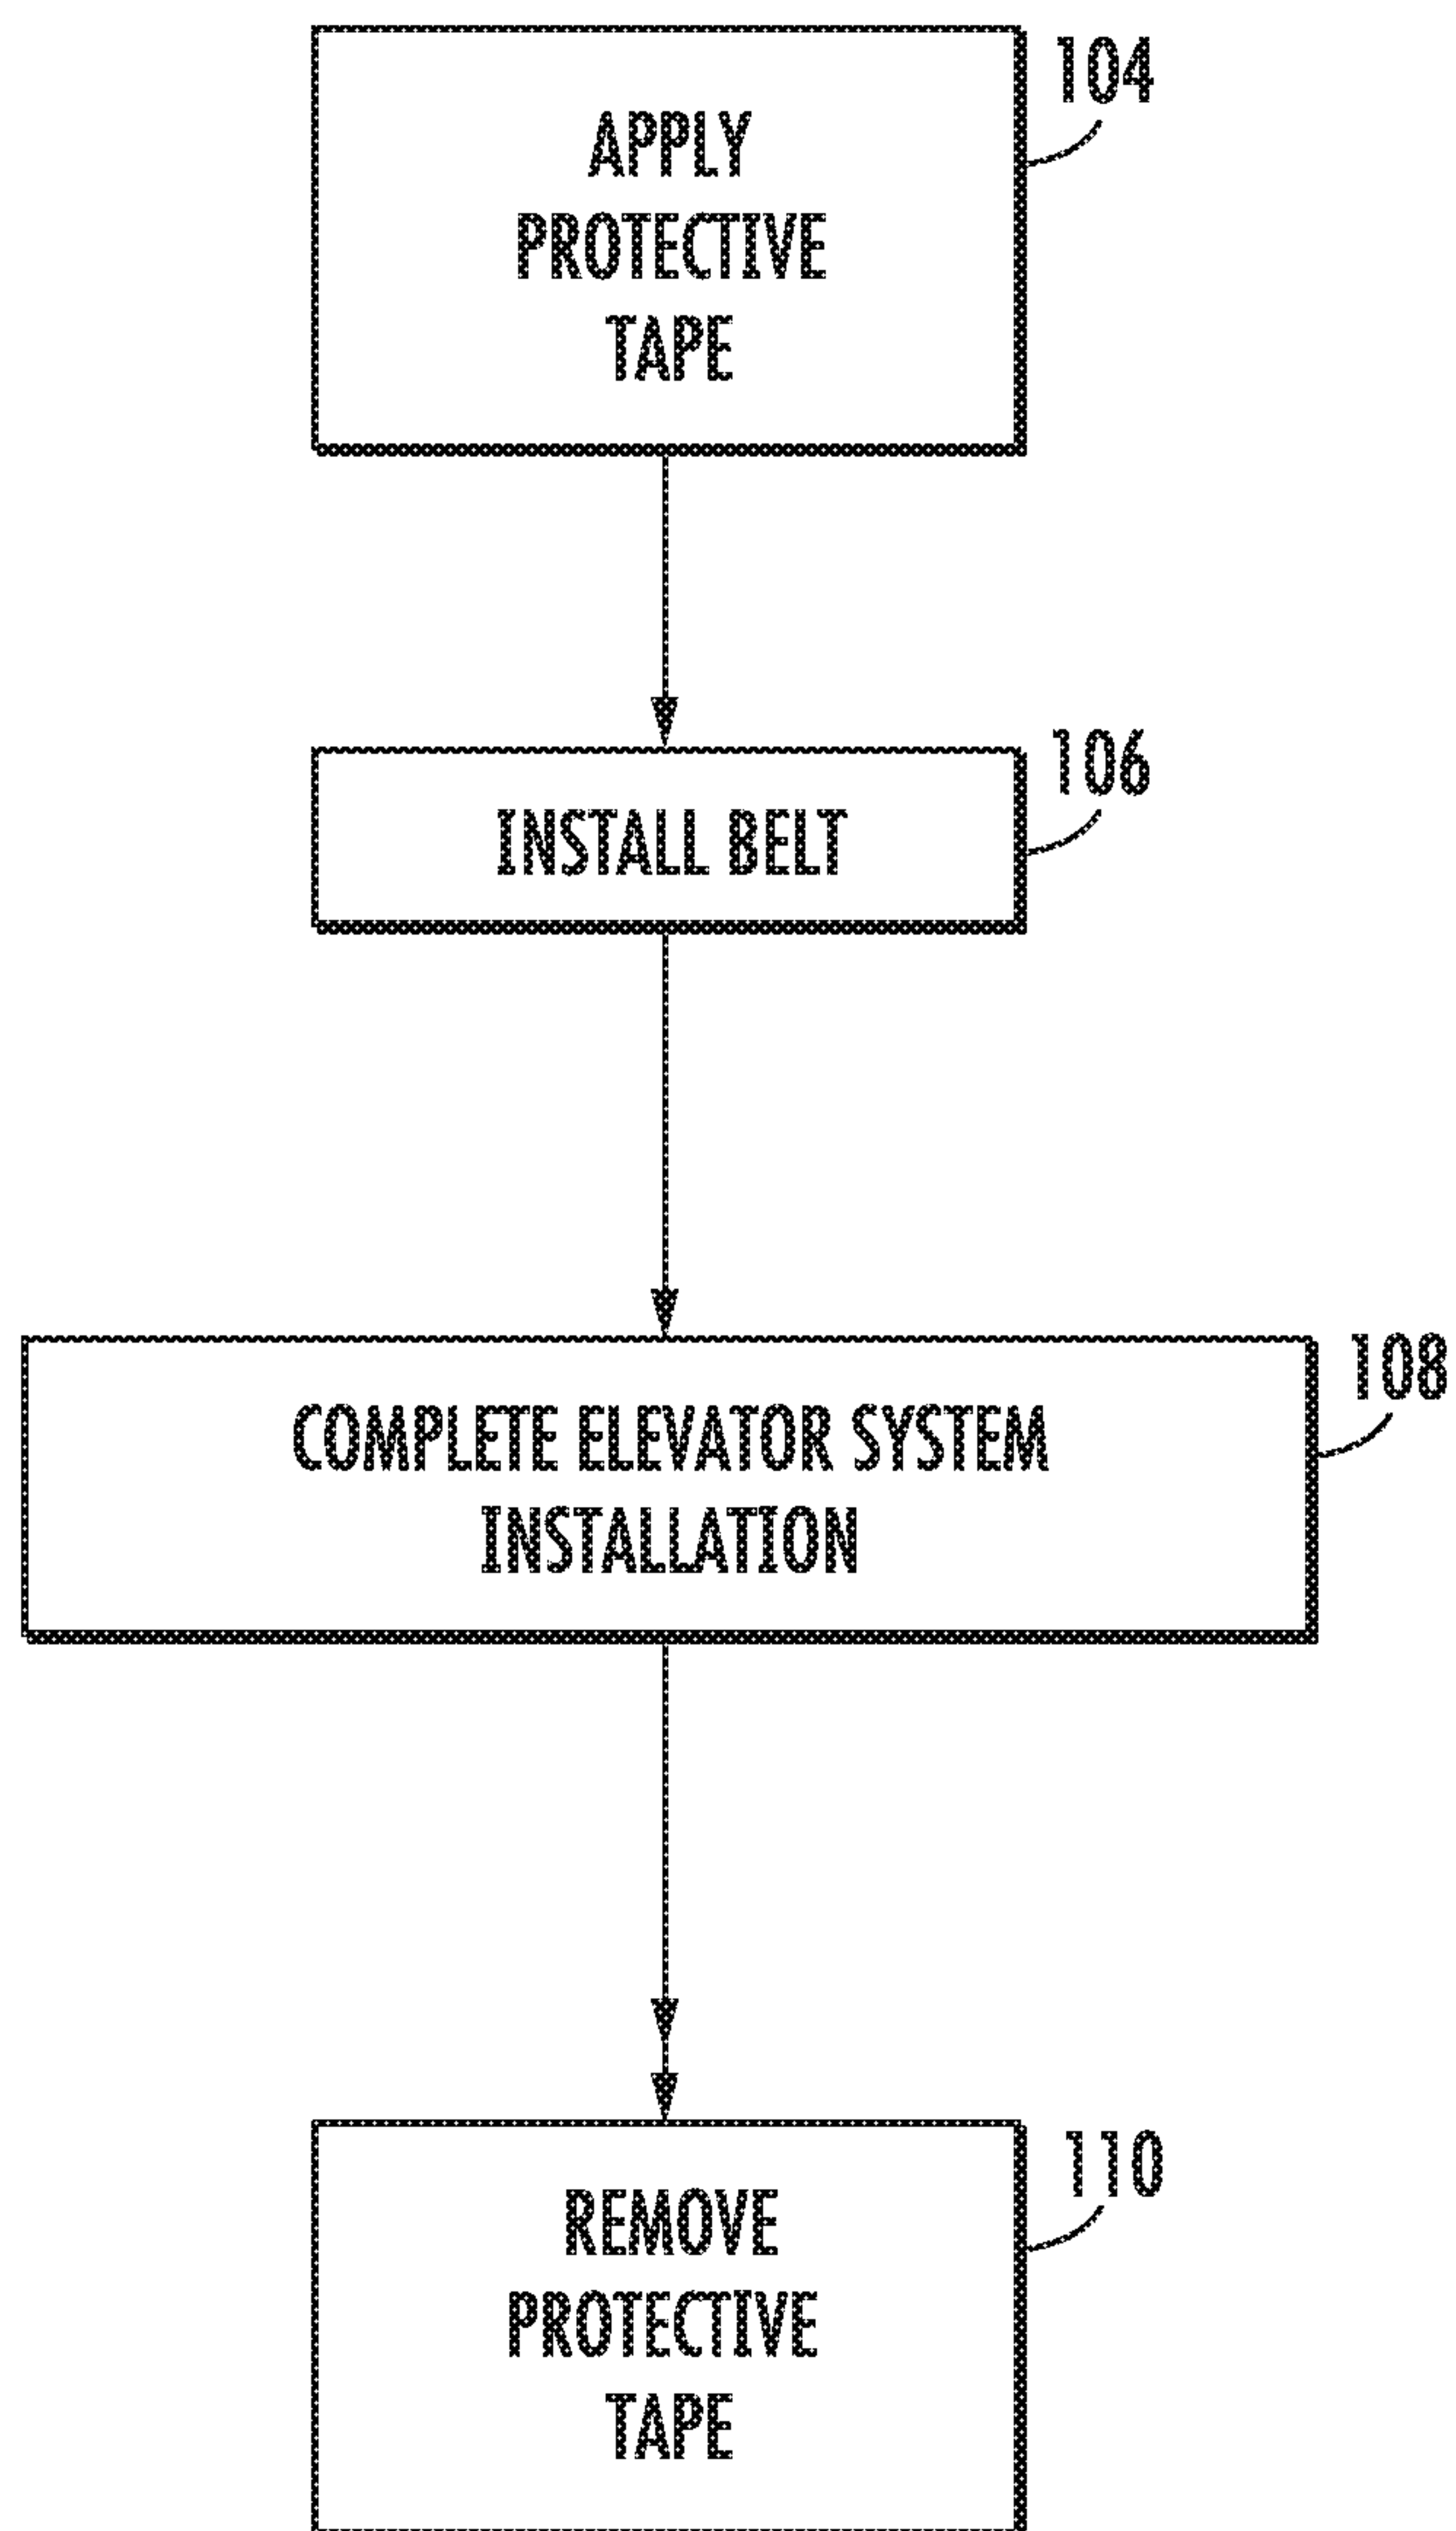 104
APPLY
PROTECTIVE
TAPE
106
INSTALL BELT
108
COMPLETE ELEVATOR SYSTEM
INSTALLATION
110
REMOVE
PROTECTIVE
TAPE